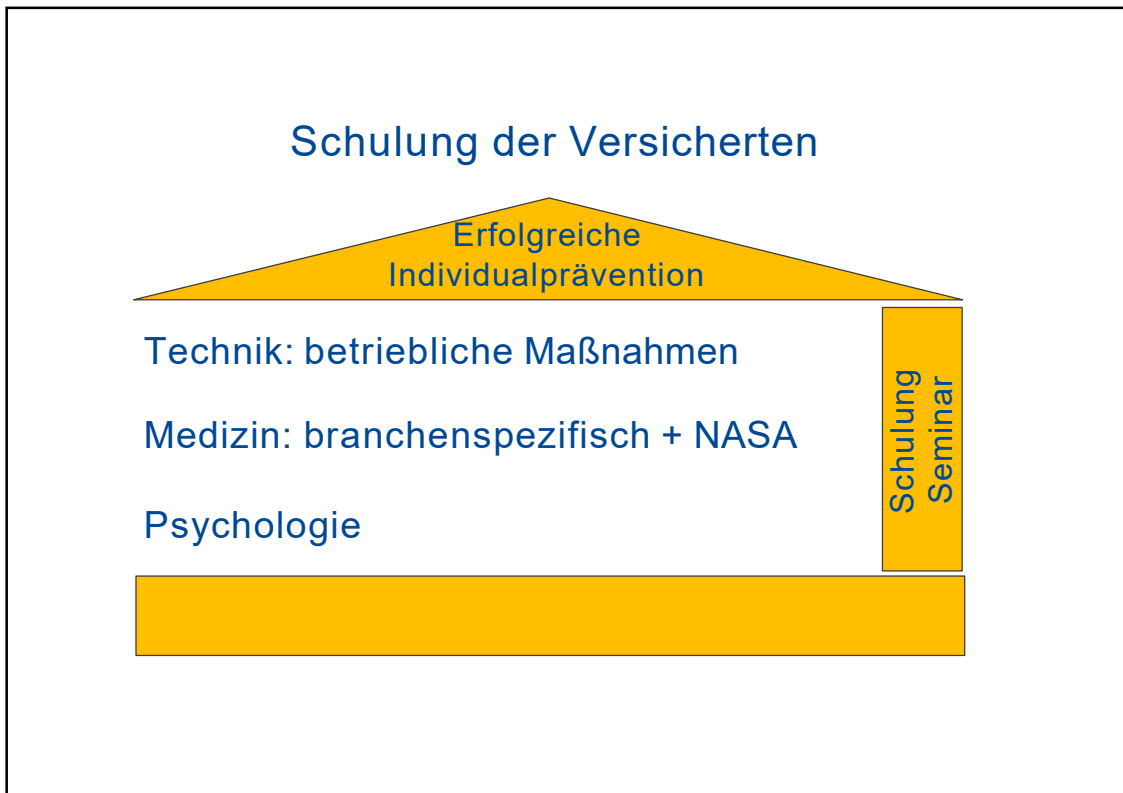 Schulung der Versicherten
Erfolgreiche
Individualprävention
Technik: betriebliche Maßnahmen
Medizin: branchenspezifisch + NASA
Psychologie
Schulung
Seminar